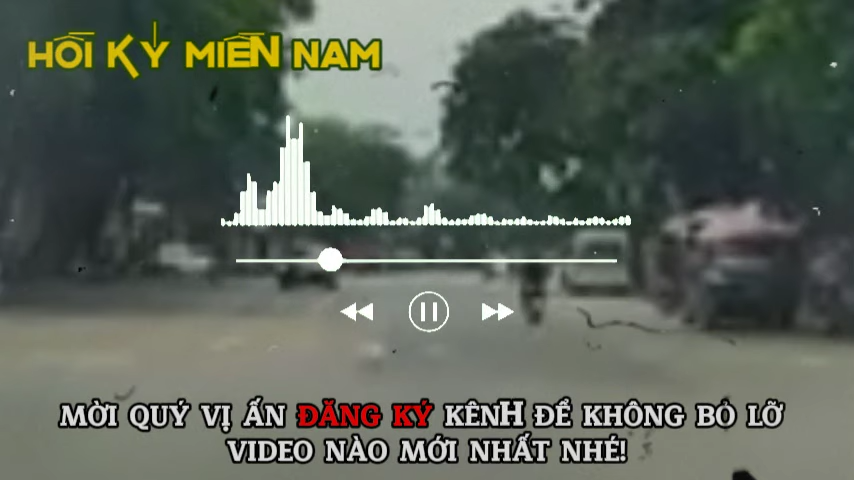 HỒI KÝ MIỀN NAM
MỜI QUÝ VỊ ẤN ĐĂNG KÝ KÊNH ĐỂ KHÔNG BỎ LỠ
VIDEO NÀO MỚI NHẤT NHÉ!